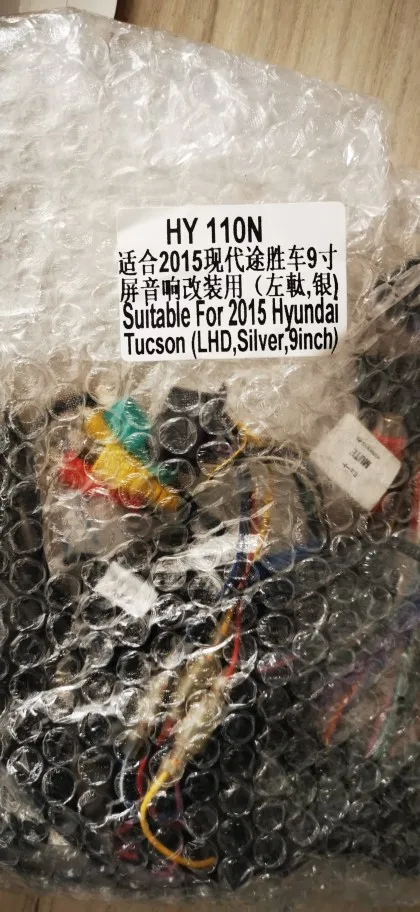 HY 110N
适合2015现代途胜车9寸
屏音响改装用（左軚,银)
Suitable For 2015 Hyundai
Tucson (LHD,Silver,9inch)
MUTE